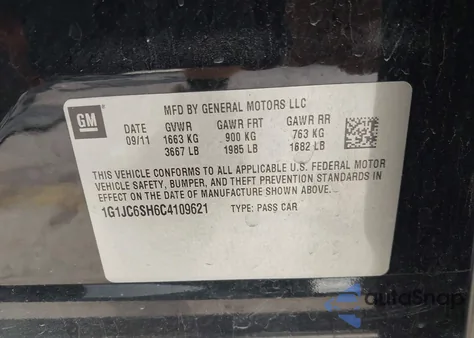 GM
MFD BY GENERAL MOTORS LLC
DATE GVWR GAWR FRT GAWR RR
09/11 1663 KG 900 KG 763 KG
3667 LB 1985 LB 1682 LB
THIS VEHICLE CONFORMS TO ALL APPLICABLE U.S. FEDERAL MOTOR
VEHICLE SAFETY, BUMPER, AND THEFT PREVENTION STANDARDS IN
EFFECT ON THE DATE OF MANUFACTURE SHOWN ABOVE.
1G1JC6SH6C4109621 TYPE: PASS CAR
autoSnap